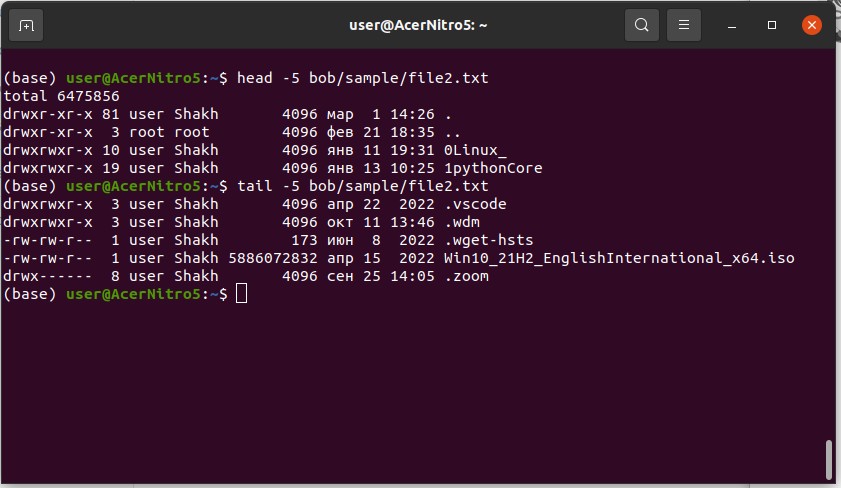 user@AcerNitro5: ~
(base) user@AcerNitro5:~$ head -5 bob/sample/file2.txt
total 6475856
drwxr-xr-x 81 user Shakh       4096 мар  1 14:26 .
drwxr-xr-x  3 root root        4096 фев 21 18:35 ..
drwxrwxr-x 10 user Shakh       4096 янв 11 19:31 0Linux_
drwxrwxr-x 19 user Shakh       4096 янв 13 10:25 1pythonCore
(base) user@AcerNitro5:~$ tail -5 bob/sample/file2.txt
drwxrwxr-x  3 user Shakh       4096 апр 22  2022 .vscode
drwxrwxr-x  3 user Shakh       4096 окт 11 13:46 .wdm
-rw-rw-r--  1 user Shakh        173 июн  8  2022 .wget-hsts
-rw-rw-r--  1 user Shakh 5886072832 апр 15  2022 Win10_21H2_EnglishInternational_x64.iso
drwx------  8 user Shakh       4096 сен 25 14:05 .zoom
(base) user@AcerNitro5:~$